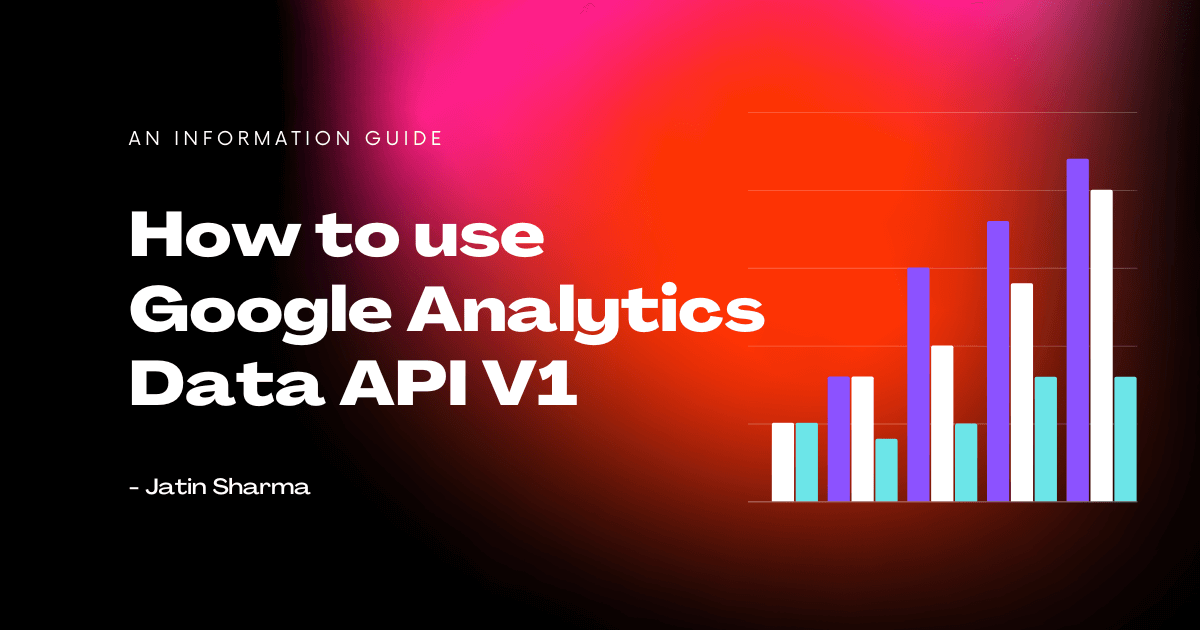 AN INFORMATION GUIDE
How to use
Google Analytics
Data API V1
- Jatin Sharma